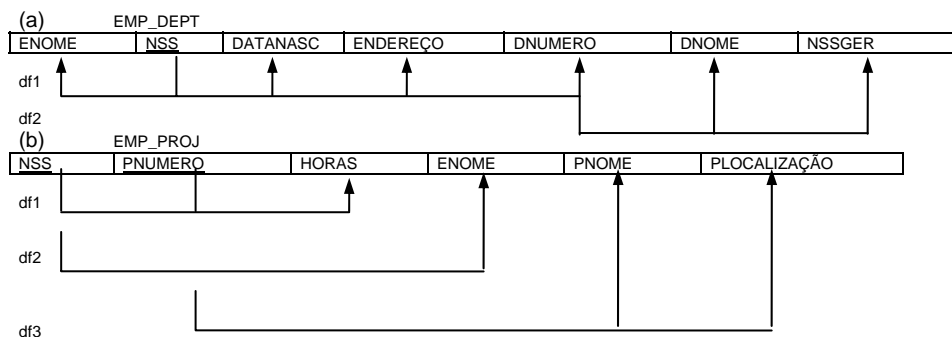 (a) EMP_DEPT
ENOME NSS DATANASC ENDEREÇO DNUMERO DNOME NSSGER
df1
df2
(b) EMP_PROJ
NSS PNUMERO HORAS ENOME PNOME PLOCALIZAÇÃO
df1
df2
df3